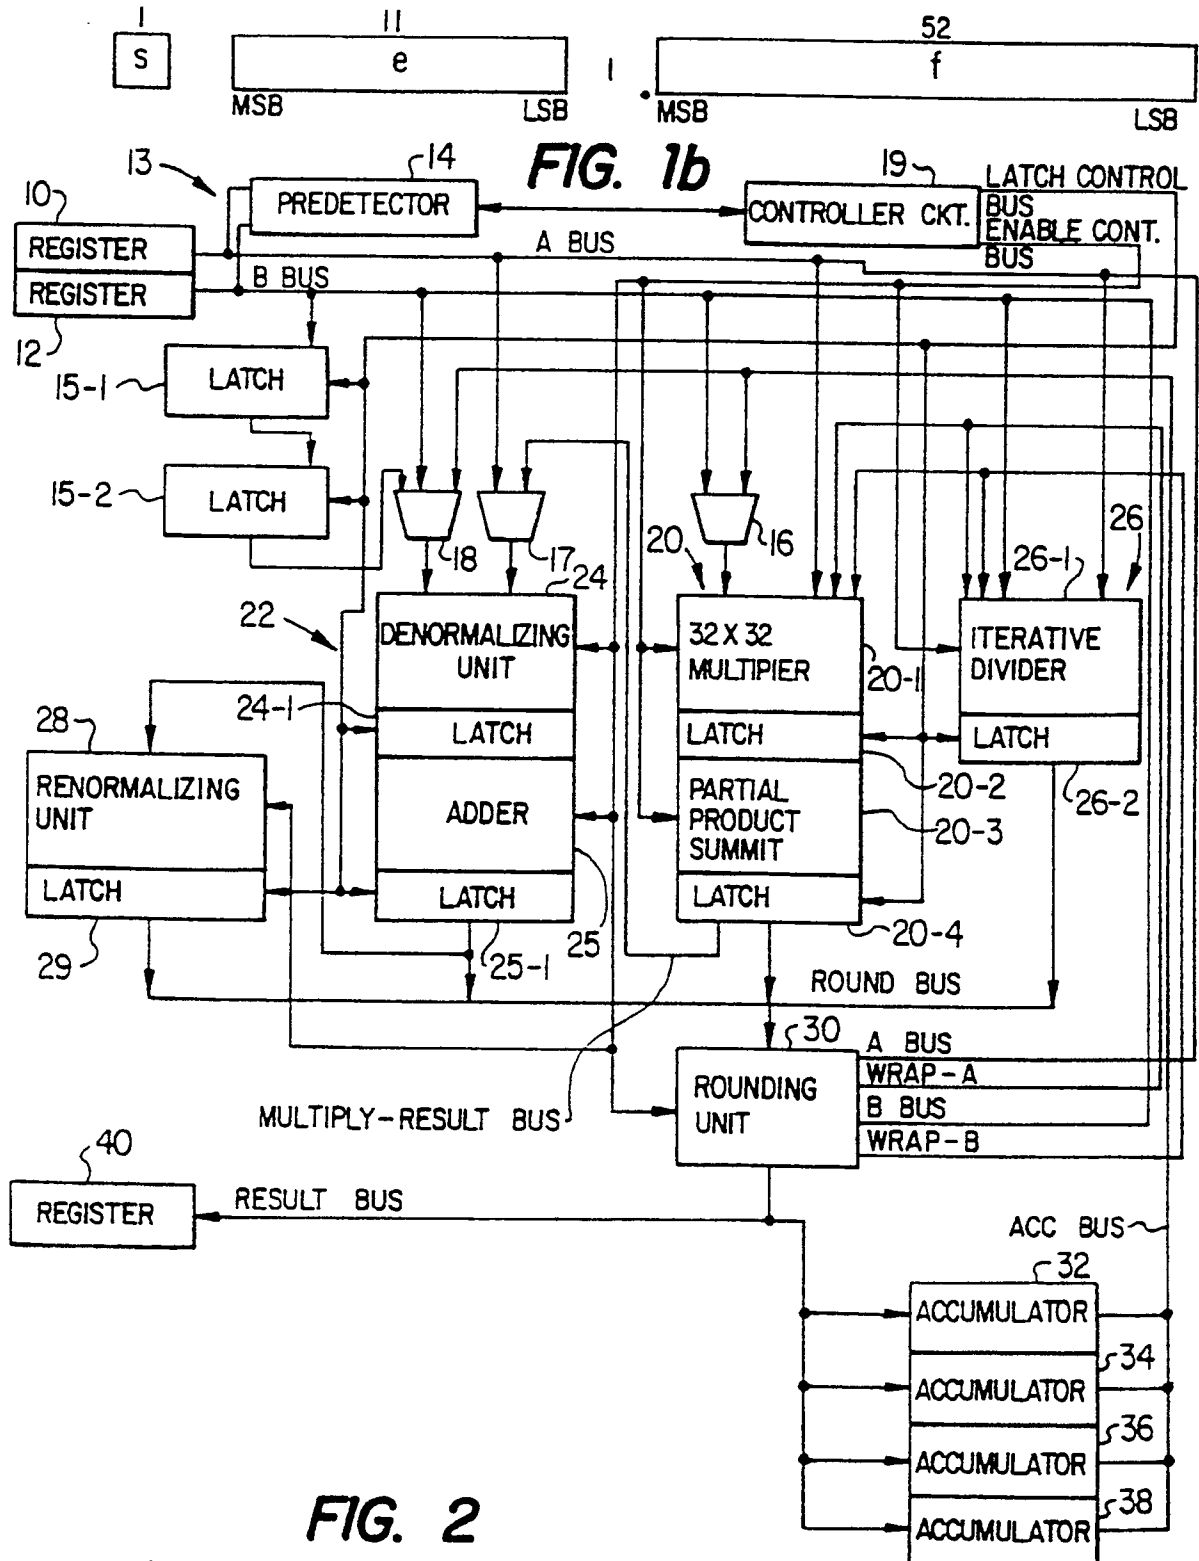 1
11
52
S
e
1
.
f
MSB
LSB
MSB
LSB
FIG. 1b
13
14
19
10
PREDETECTOR
CONTROLLER CKT.
LATCH CONTROL
BUS
ENABLE CONT.
BUS
REGISTER
A BUS
REGISTER
B BUS
12
15-1
LATCH
15-2
LATCH
18
17
16
20
26
26-1
24
22
DENORMALIZING
UNIT
32 X 32
MULTIPIER
20-1
ITERATIVE
DIVIDER
24-1
LATCH
LATCH
LATCH
28
20-2
26-2
RENORMALIZING
UNIT
ADDER
PARTIAL
PRODUCT
SUMMIT
20-3
LATCH
LATCH
LATCH
29
25-1
25
20-4
ROUND BUS
30
A BUS
WRAP-A
ROUNDING
UNIT
B BUS
MULTIPLY-RESULT BUS
WRAP-B
40
REGISTER
RESULT BUS
ACC BUS
32
ACCUMULATOR
34
ACCUMULATOR
36
ACCUMULATOR
38
ACCUMULATOR
FIG. 2